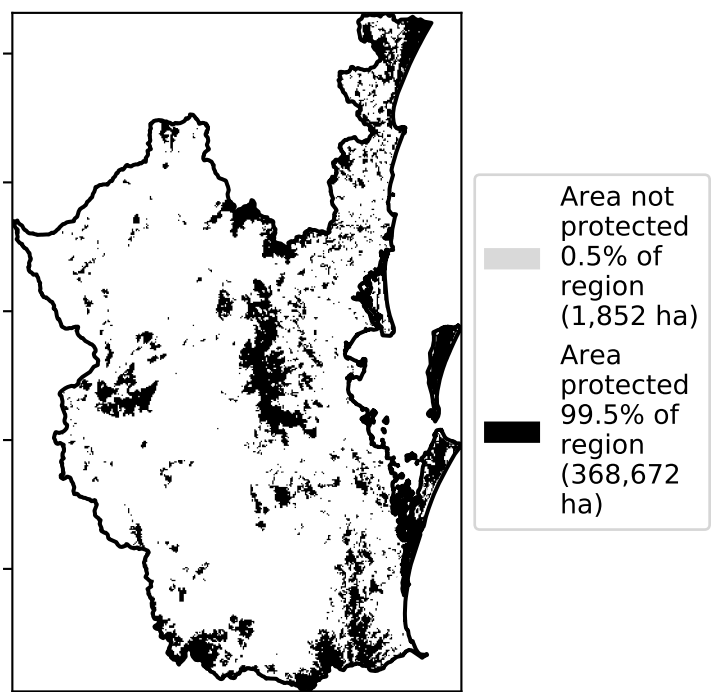 Area not
protected
0.5% of
region
(1,852 ha)
Area
protected
99.5% of
region
(368,672
ha)